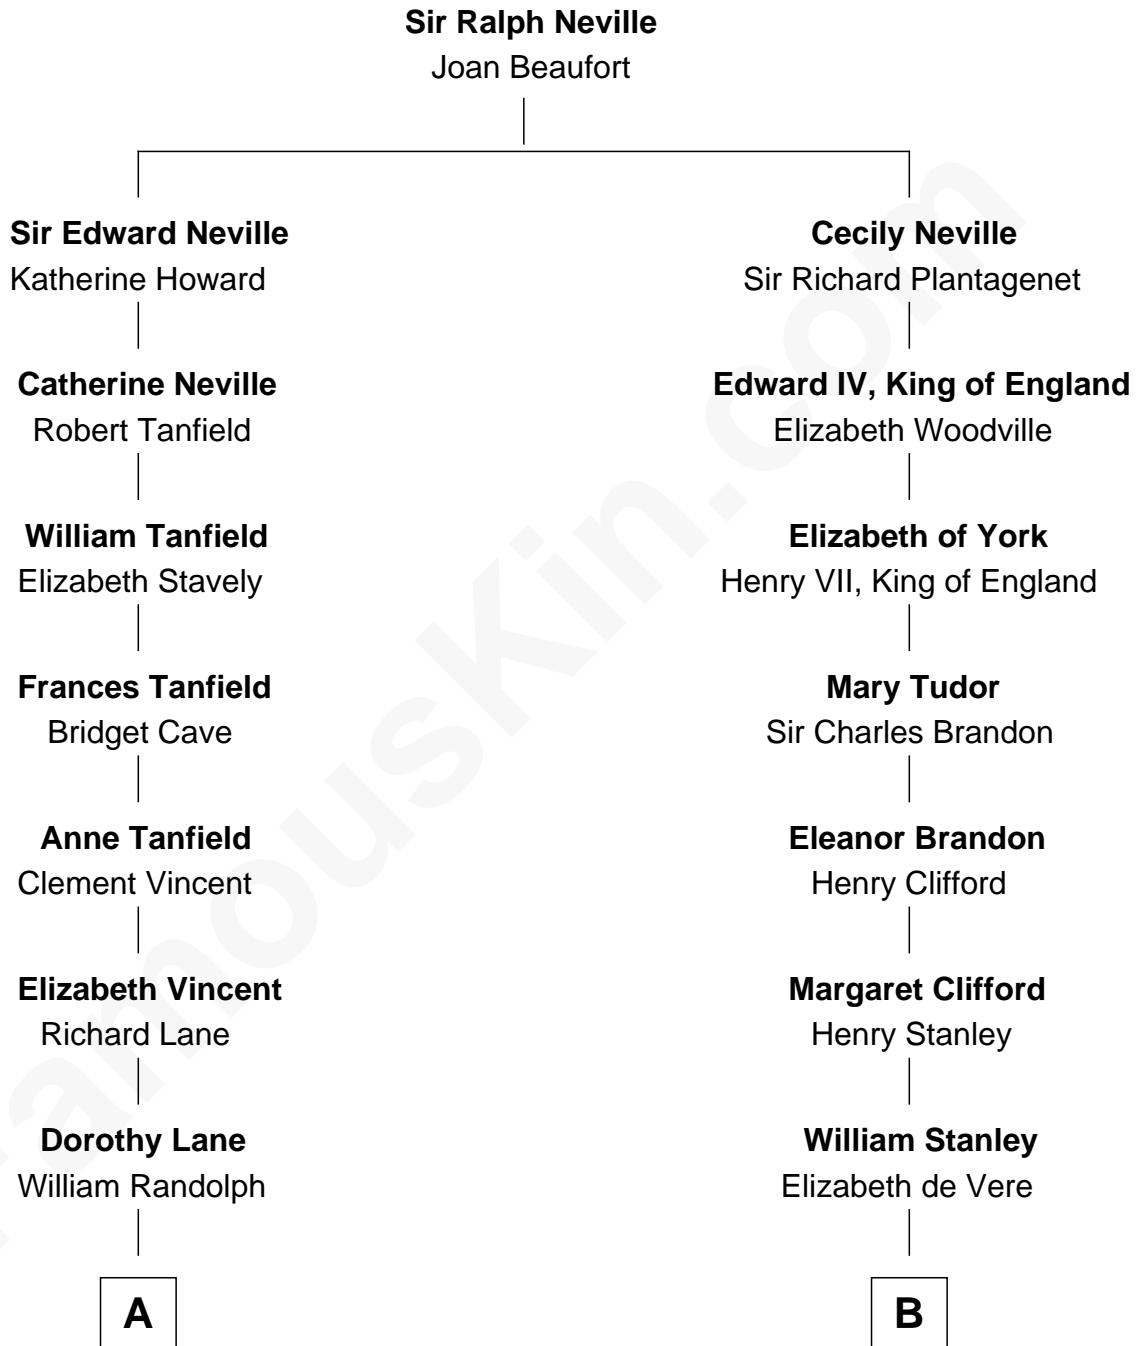 Sir Ralph Neville
Joan Beaufort
Sir Edward Neville
Katherine Howard
Cecily Neville
Sir Richard Plantagenet
Catherine Neville
Robert Tanfield
Edward IV, King of England
Elizabeth Woodville
William Tanfield
Elizabeth Stavely
Elizabeth of York
Henry VII, King of England
Frances Tanfield
Bridget Cave
Mary Tudor
Sir Charles Brandon
Anne Tanfield
Clement Vincent
Eleanor Brandon
Henry Clifford
Elizabeth Vincent
Richard Lane
Margaret Clifford
Henry Stanley
Dorothy Lane
William Randolph
William Stanley
Elizabeth de Vere
A
B
FamousKin.com